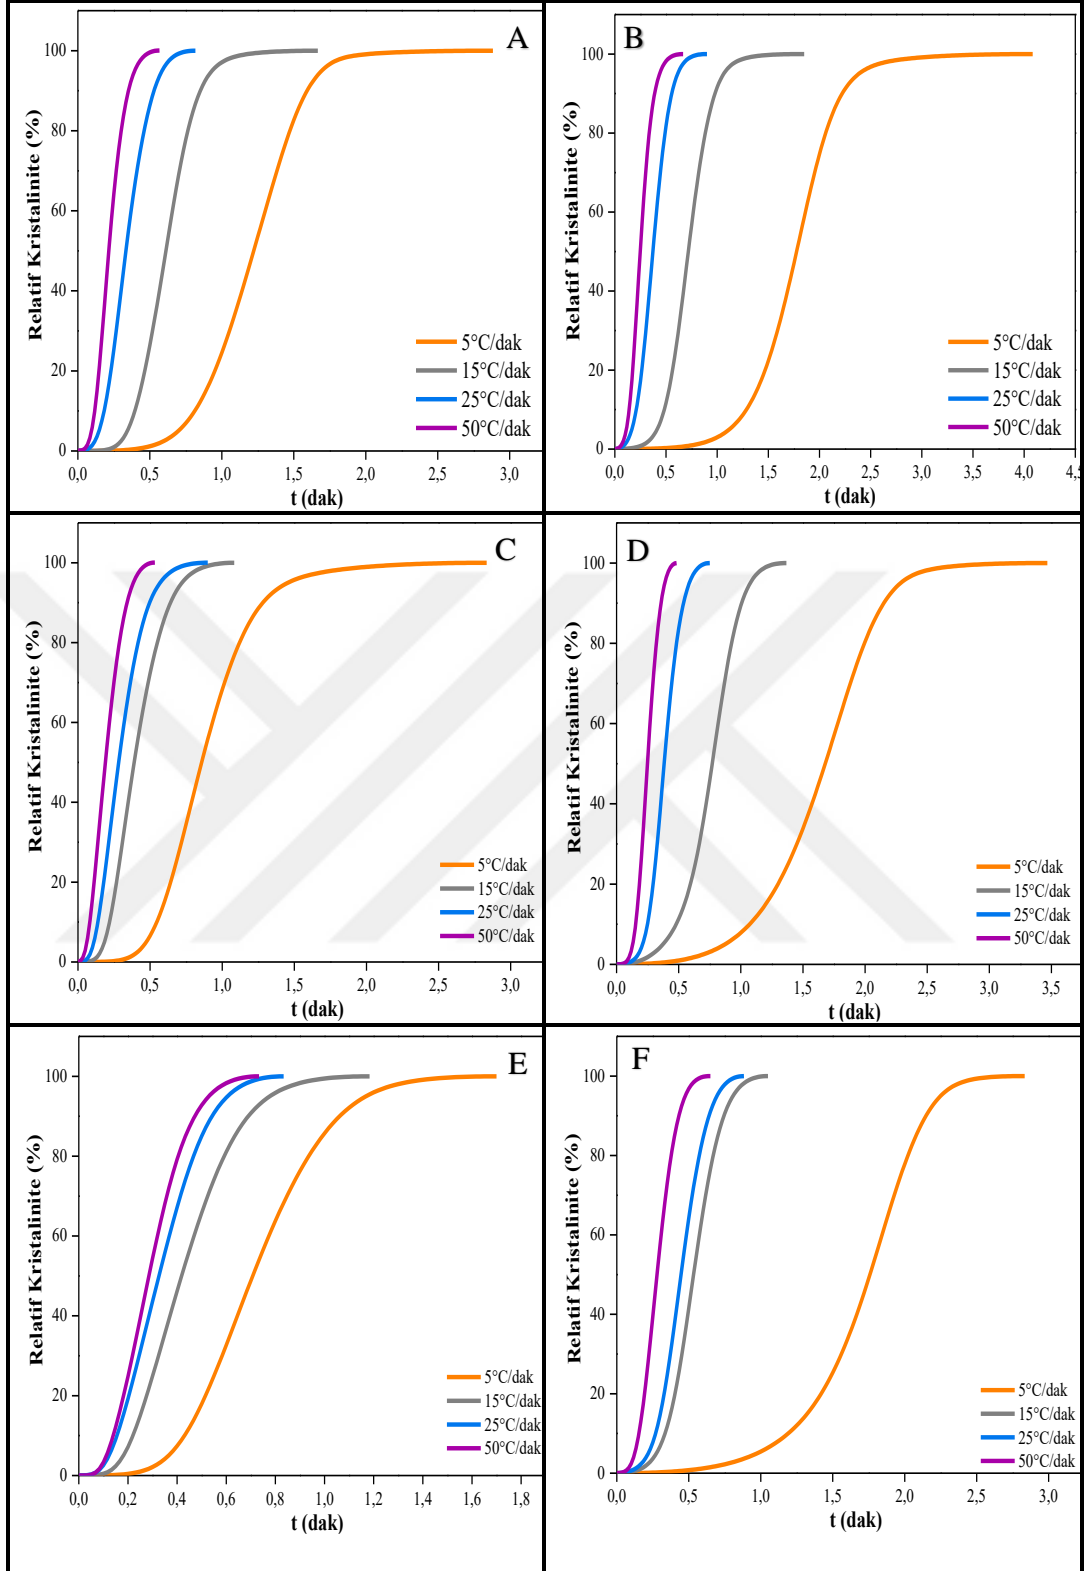 A
Relatif Kristalinite (%)
100
80
60
40
20
0
5°C/dak
15°C/dak
25°C/dak
50°C/dak
0,0 0,5 1,0 1,5 2,0 2,5 3,0
t (dak)
B
Relatif Kristalinite (%)
100
80
60
40
20
0
5°C/dak
15°C/dak
25°C/dak
50°C/dak
0,0 0,5 1,0 1,5 2,0 2,5 3,0 3,5 4,0 4,5
t (dak)
C
Relatif Kristalinite (%)
100
80
60
40
20
0
5°C/dak
15°C/dak
25°C/dak
50°C/dak
0,0 0,5 1,0 1,5 2,0 2,5 3,0
t (dak)
D
Relatif Kristalinite (%)
100
80
60
40
20
0
5°C/dak
15°C/dak
25°C/dak
50°C/dak
0,0 0,5 1,0 1,5 2,0 2,5 3,0 3,5
t (dak)
E
Relatif Kristalinite (%)
100
80
60
40
20
0
5°C/dak
15°C/dak
25°C/dak
50°C/dak
0,0 0,2 0,4 0,6 0,8 1,0 1,2 1,4 1,6 1,8
t (dak)
F
Relatif Kristalinite (%)
100
80
60
40
20
0
5°C/dak
15°C/dak
25°C/dak
50°C/dak
0,0 0,5 1,0 1,5 2,0 2,5 3,0
t (dak)